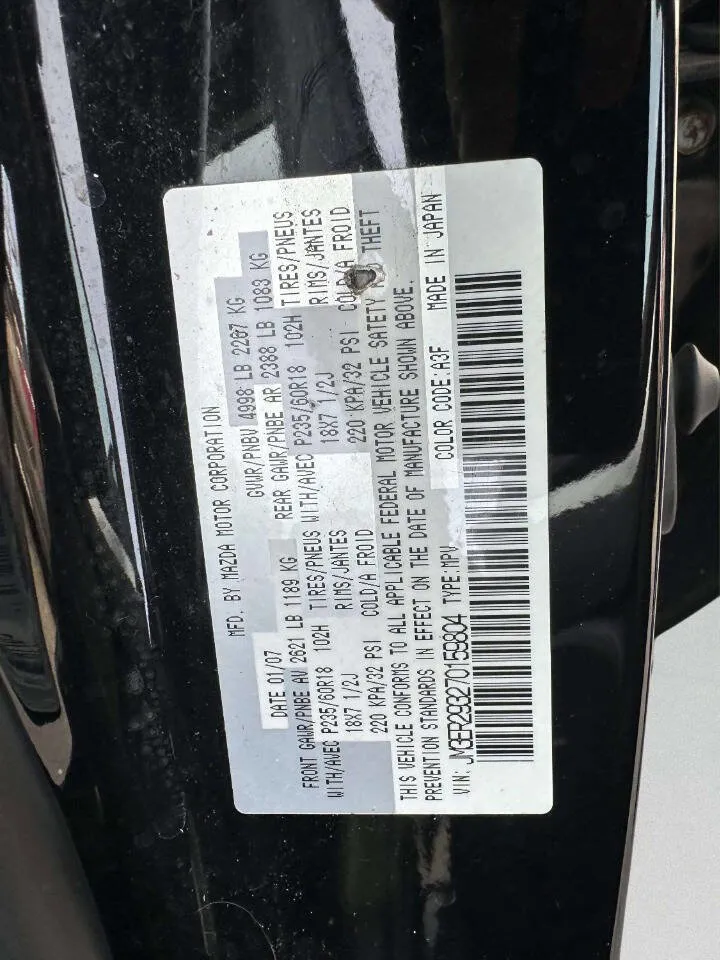 MFD. BY MAZDA MOTOR CORPORATION
DATE 01/07 GVWR/PNBV 4998 LB 2267 KG
FRONT GAWR/PNBE AV 2621 LB 1189 KG REAR GAWR/PNBE AR 2388 LB 1083 KG
WITH/AVEC P235/60R18 102H TIRES/PNEUS WITH/AVEC P235/60R18 102H TIRES/PNEUS
18X7 1/2J RIMS/JANTES 18X7 1/2J RIMS/JANTES
220 KPA/32 PSI COLD/A FROID 220 KPA/32 PSI COLD/A FROID
THIS VEHICLE CONFORMS TO ALL APPLICABLE FEDERAL MOTOR VEHICLE SAFETY THEFT
PREVENTION STANDARDS IN EFFECT ON THE DATE OF MANUFACTURE SHOWN ABOVE.
VIN: JM3ER293270159804 TYPE:MPV COLOR CODE:A3F MADE IN JAPAN